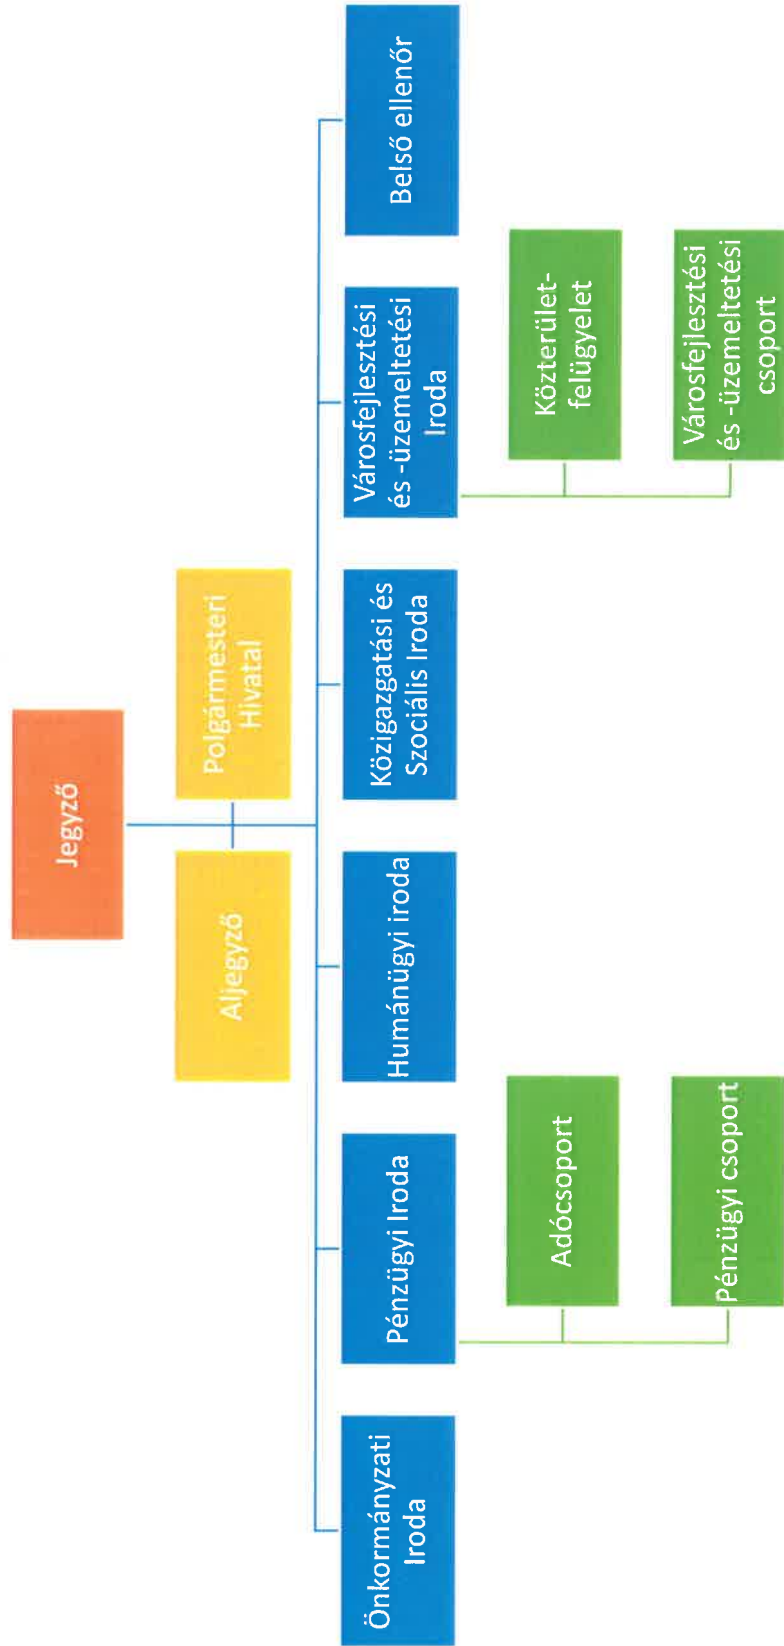 Jegyző
Aljegyző
Polgármesteri
Hivatal
Önkormányzati
Iroda
Pénzügyi Iroda
Humánügyi iroda
Közigazgatási és
Szociális Iroda
Városfejlesztési
és -üzemeltetési
Iroda
Belső ellenőr
Adócsoport
Pénzügyi csoport
Közterület-
felügyelet
Városfejlesztési
és -üzemeltetési
csoport